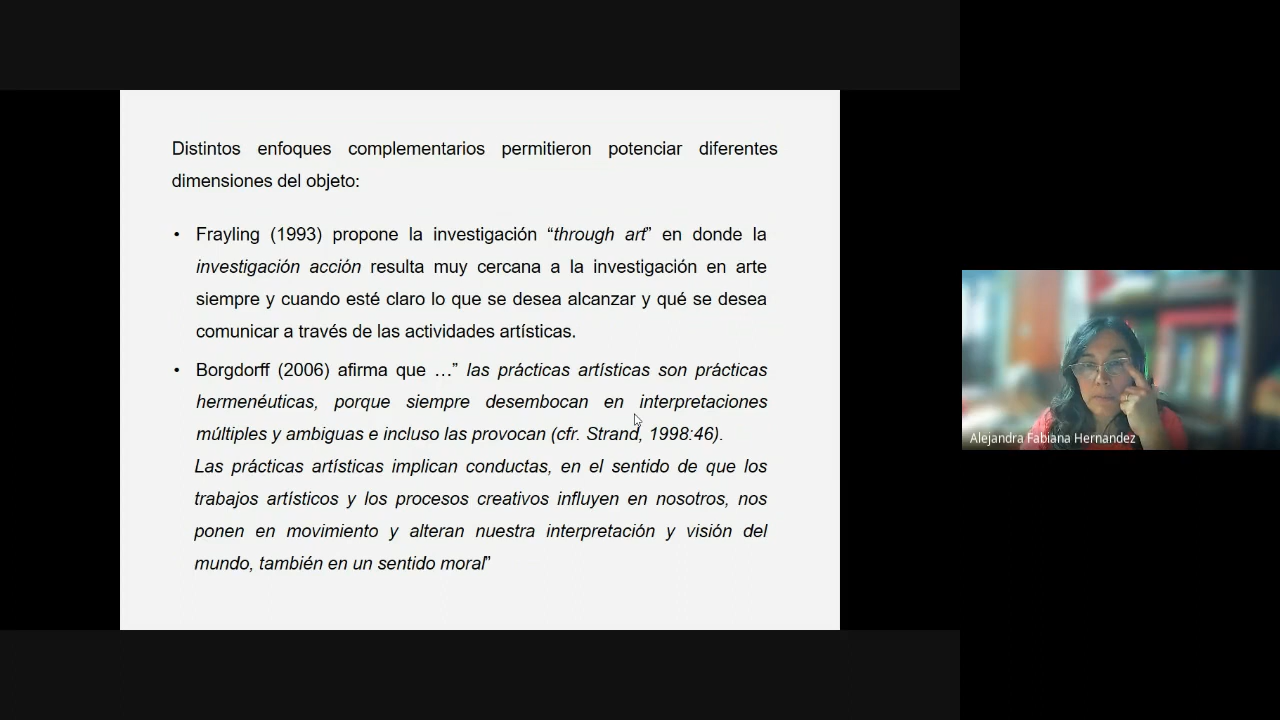 Distintos enfoques complementarios permitieron potenciar diferentes
dimensiones del objeto:
• Frayling (1993) propone la investigación “through art” en donde la
investigación acción resulta muy cercana a la investigación en arte
siempre y cuando esté claro lo que se desea alcanzar y qué se desea
comunicar a través de las actividades artísticas.
• Borgdorff (2006) afirma que …” las prácticas artísticas son prácticas
hermenéuticas, porque siempre desembocan en interpretaciones
múltiples y ambiguas e incluso las provocan (cfr. Strand, 1998:46).
Las prácticas artísticas implican conductas, en el sentido de que los
trabajos artísticos y los procesos creativos influyen en nosotros, nos
ponen en movimiento y alteran nuestra interpretación y visión del
mundo, también en un sentido moral”
Alejandra Fabiana Hernandez